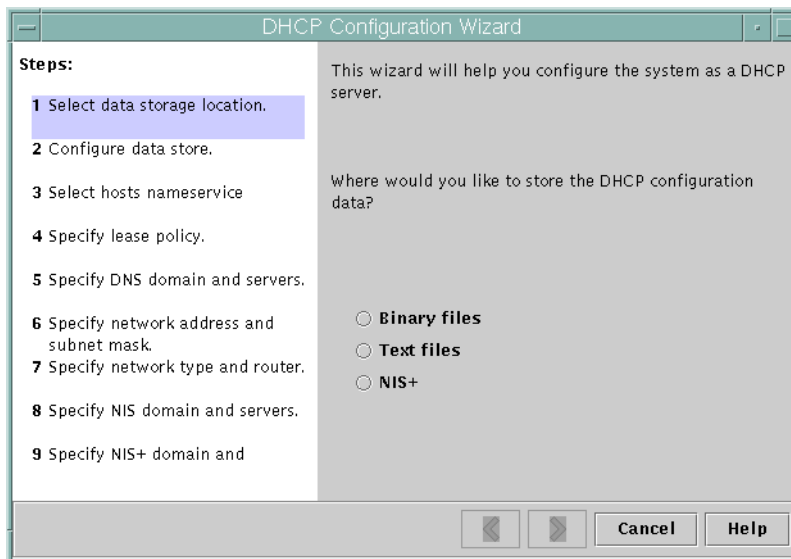 DHCP Configuration Wizard
Steps:
1 Select data storage location.
2 Configure data store.
3 Select hosts nameservice
4 Specify lease policy.
5 Specify DNS domain and servers.
6 Specify network address and
subnet mask.
7 Specify network type and router.
8 Specify NIS domain and servers.
9 Specify NIS+ domain and
This wizard will help you configure the system as a DHCP
server.
Where would you like to store the DHCP configuration
data?
Binary files
Text files
NIS+
Cancel
Help